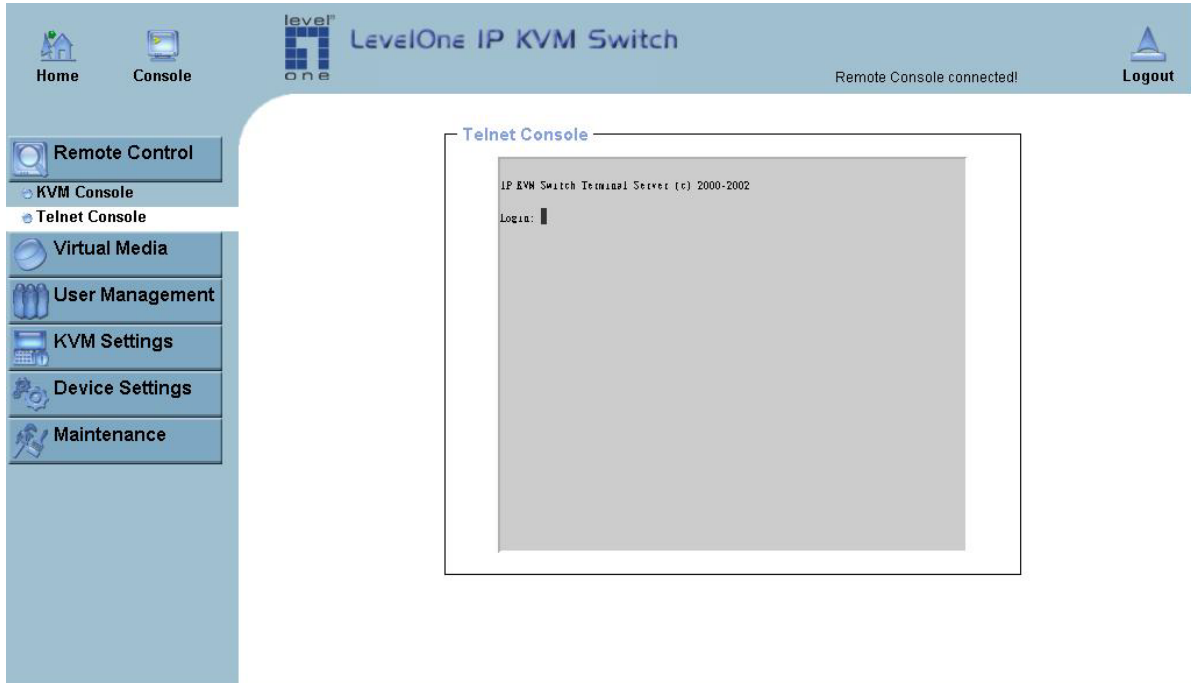 level
one
LevelOne IP KVM Switch
Home
Console
Remote Console connected!
Logout
Remote Control
KVM Console
Telnet Console
Virtual Media
User Management
KVM Settings
Device Settings
Maintenance
Telnet Console
IP KVM Switch Terminal Server (c) 2000-2002
Login: